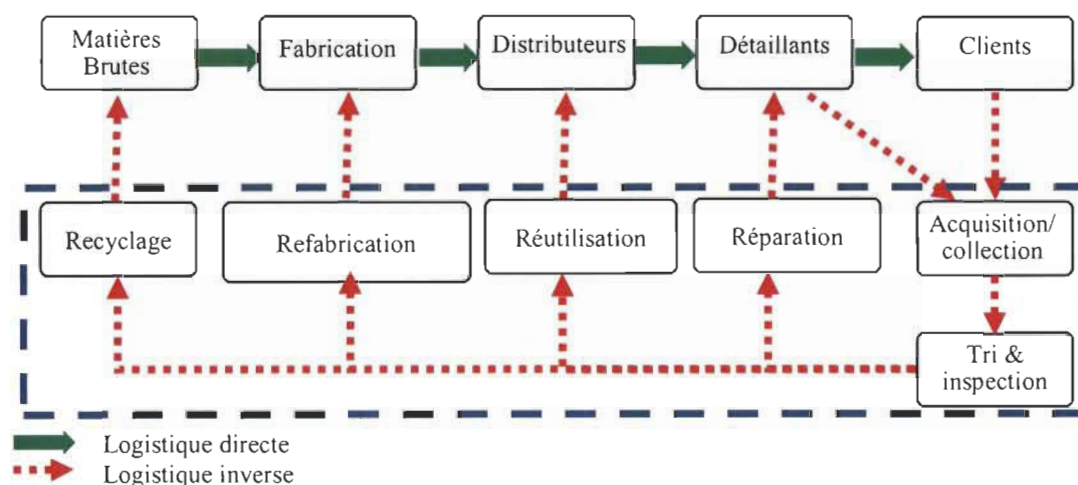 Matières
Brutes
Fabrication
Distributeurs
Détaillants
Clients
Recyclage
Refabrication
Réutilisation
Réparation
Acquisition/
collection
Tri &
inspection
Logistique directe
Logistique inverse